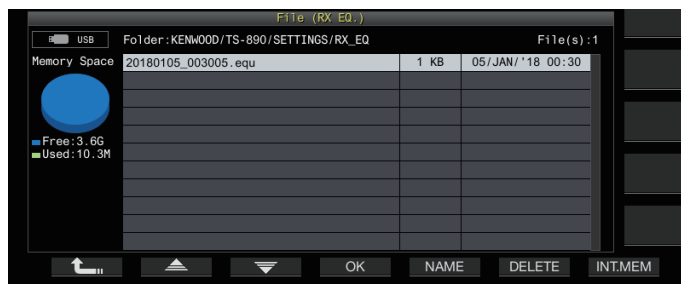 File (RX EQ.)
USB Folder:KENWOOD/TS-890/SETTINGS/RX_EQ File(s):1
Memory Space 20180105_003005.equ 1 KB 05/JAN/'18 00:30
Free:3.6G
Used:10.3M
OK NAME DELETE INT.MEM